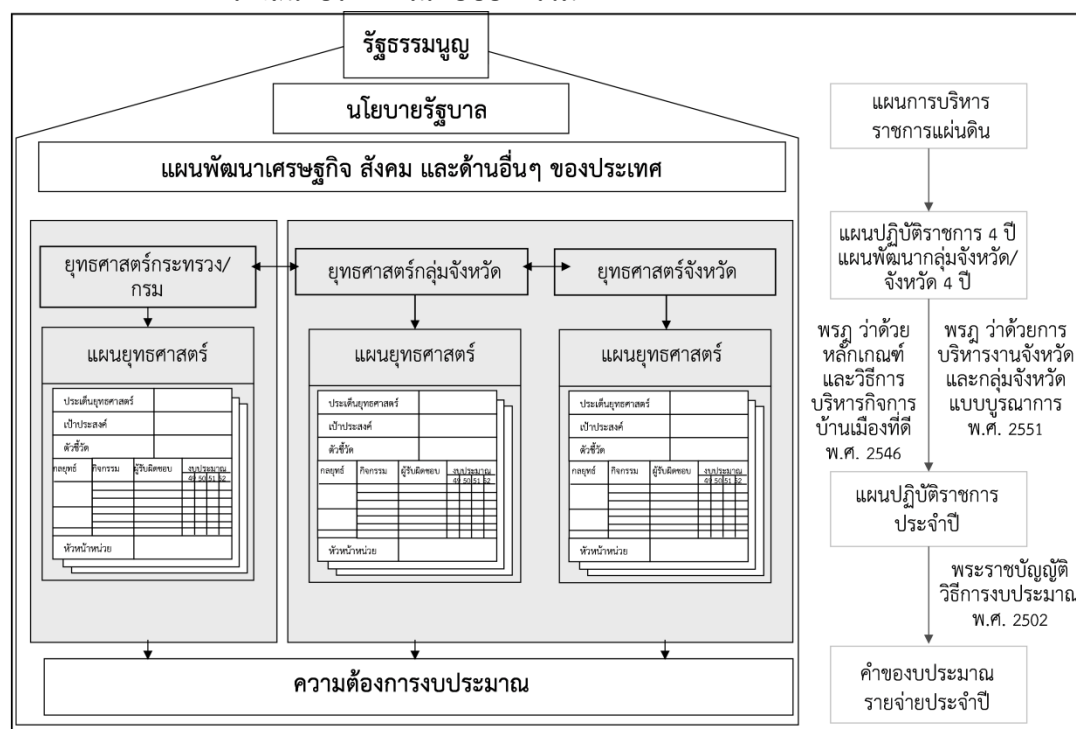 รัฐธรรมนูญ
นโยบายรัฐบาล
แผนพัฒนาเศรษฐกิจ สังคม และด้านอื่นๆ ของประเทศ
ยุทธศาสตร์กระทรวง/
กรม
ยุทธศาสตร์กลุ่มจังหวัด
ยุทธศาสตร์จังหวัด
แผนยุทธศาสตร์
ประเด็นยุทธศาสตร์
เป้าประสงค์
ตัวชี้วัด
กลยุทธ์ กิจกรรม ผู้รับผิดชอบ งบประมาณ
49 50 51 52
หัวหน้าหน่วย
แผนยุทธศาสตร์
ประเด็นยุทธศาสตร์
เป้าประสงค์
ตัวชี้วัด
กลยุทธ์ กิจกรรม ผู้รับผิดชอบ งบประมาณ
49 50 51 52
หัวหน้าหน่วย
แผนยุทธศาสตร์
ประเด็นยุทธศาสตร์
เป้าประสงค์
ตัวชี้วัด
กลยุทธ์ กิจกรรม ผู้รับผิดชอบ งบประมาณ
49 50 51 52
หัวหน้าหน่วย
ความต้องการงบประมาณ
แผนการบริหาร
ราชการแผ่นดิน
แผนปฏิบัติราชการ 4 ปี
แผนพัฒนากลุ่มจังหวัด/
จังหวัด 4 ปี
พรฎ ว่าด้วย
หลักเกณฑ์
และวิธีการ
บริหารกิจการ
บ้านเมืองที่ดี
พ.ศ. 2546
พรฎ ว่าด้วยการ
บริหารงานจังหวัด
และกลุ่มจังหวัด
แบบบูรณาการ
พ.ศ. 2551
แผนปฏิบัติราชการ
ประจำปี
พระราชบัญญัติ
วิธีการงบประมาณ
พ.ศ. 2502
คำของบประมาณ
รายจ่ายประจำปี